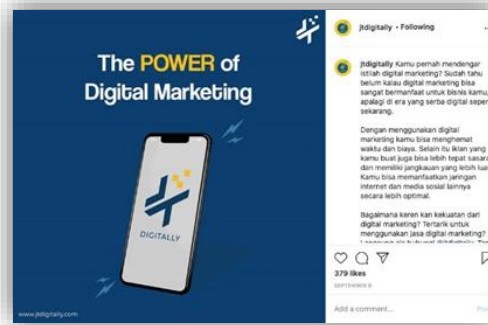 The POWER of
Digital Marketing
DIGITALLY
www.jtdigitally.com
jtdigitally • Following
jtdigitally Kamu pernah mendengar
istilah digital marketing? Sudah tahu
belum kalau digital marketing bisa
sangat bermanfaat untuk bisnis kamu,
apalagi di era yang serba digital seper
sekarang.
Dengan menggunakan digital
marketing kamu bisa menghemat
waktu dan biaya. Selain itu iklan yang
kamu buat juga bisa lebih tepat sasara
dan memiliki jangkauan yang lebih lua
Kamu bisa memanfaatkan jaringan
internet dan media sosial lainnya
secara lebih optimal.
Bagaimana keren kan kekuatan dari
digital marketing? Tertarik untuk
menggunakan jasa digital marketing?
379 likes
SEPTEMBER
Add a comment...
Pos